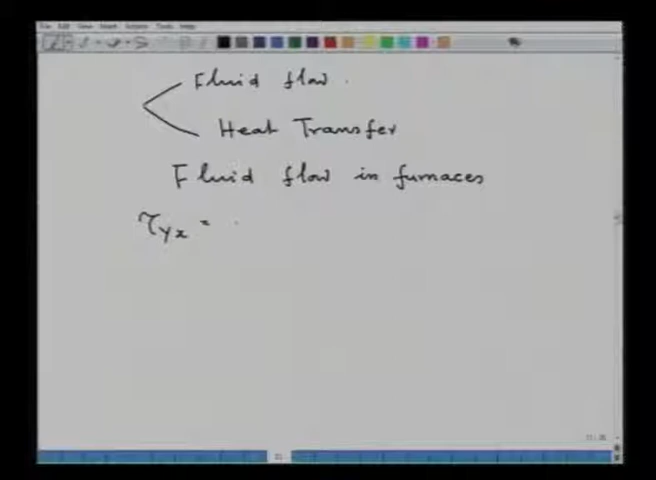 Fluid flow.
Heat Transfer
Fluid flow in furnaces
τyx =